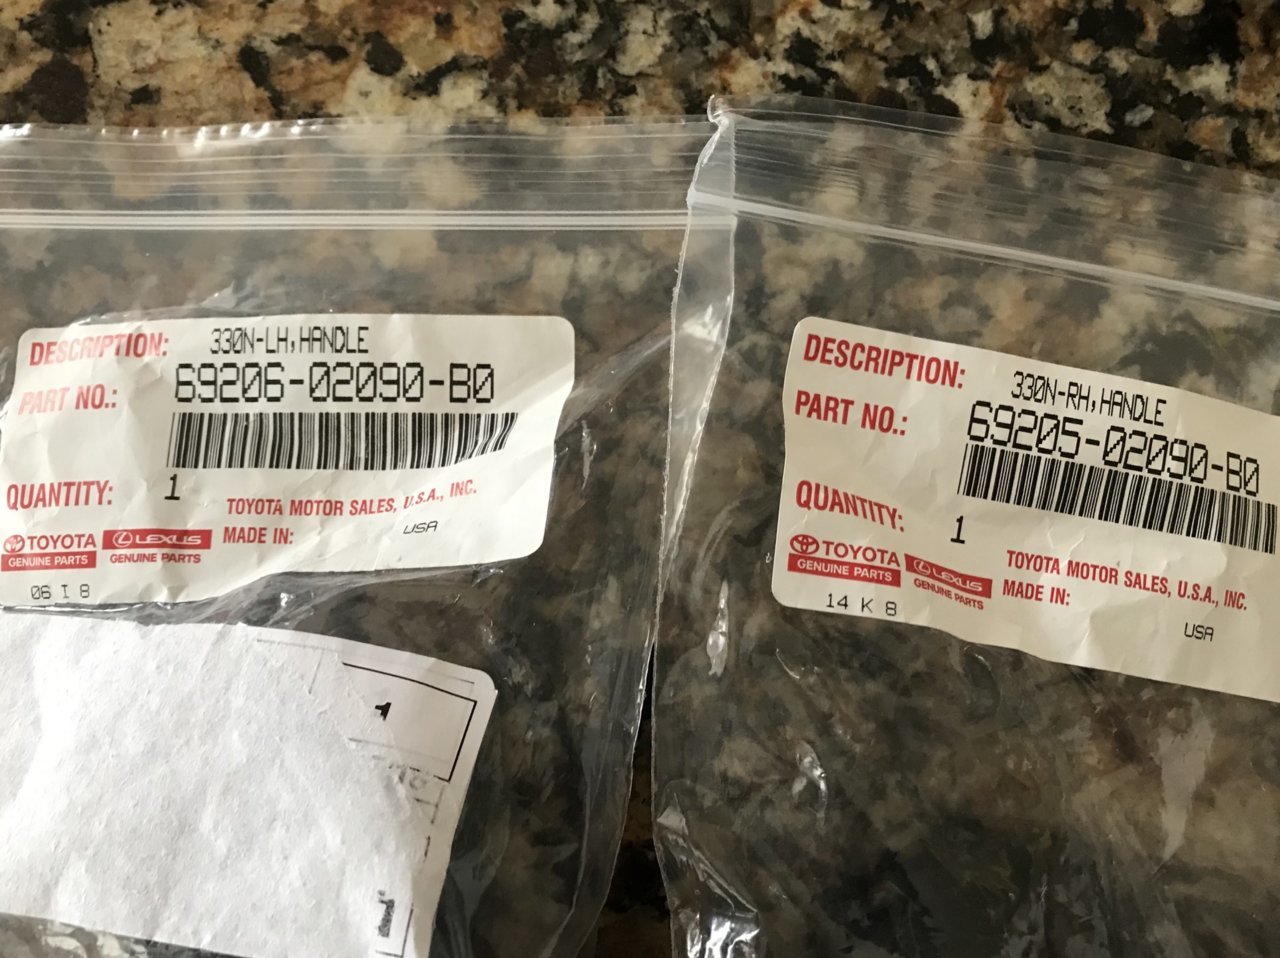 DESCRIPTION: 330N-LH,HANDLE
PART NO.: 69206-02090-B0
QUANTITY: 1
TOYOTA MOTOR SALES, U.S.A., INC.
MADE IN: USA
TOYOTA
GENUINE PARTS
LEXUS
GENUINE PARTS
06 I 8
1
DESCRIPTION: 330N-RH,HANDLE
PART NO.: 69205-02090-B0
QUANTITY: 1
TOYOTA MOTOR SALES, U.S.A., INC.
MADE IN: USA
TOYOTA
GENUINE PARTS
LEXUS
GENUINE PARTS
14 K 8